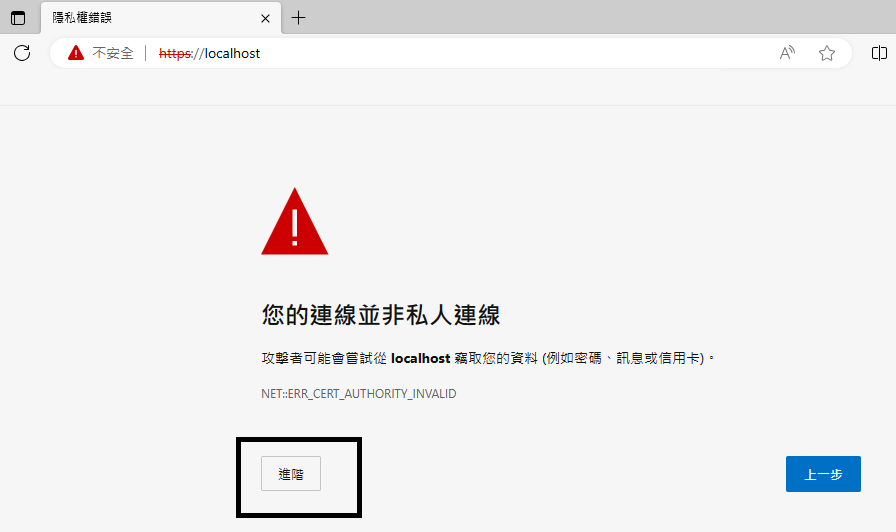 隱私權錯誤
不安全 https://localhost
您的連線並非私人連線
攻擊者可能會嘗試從 localhost 竊取您的資料 (例如密碼、訊息或信用卡)。
NET::ERR_CERT_AUTHORITY_INVALID
進階
上一步